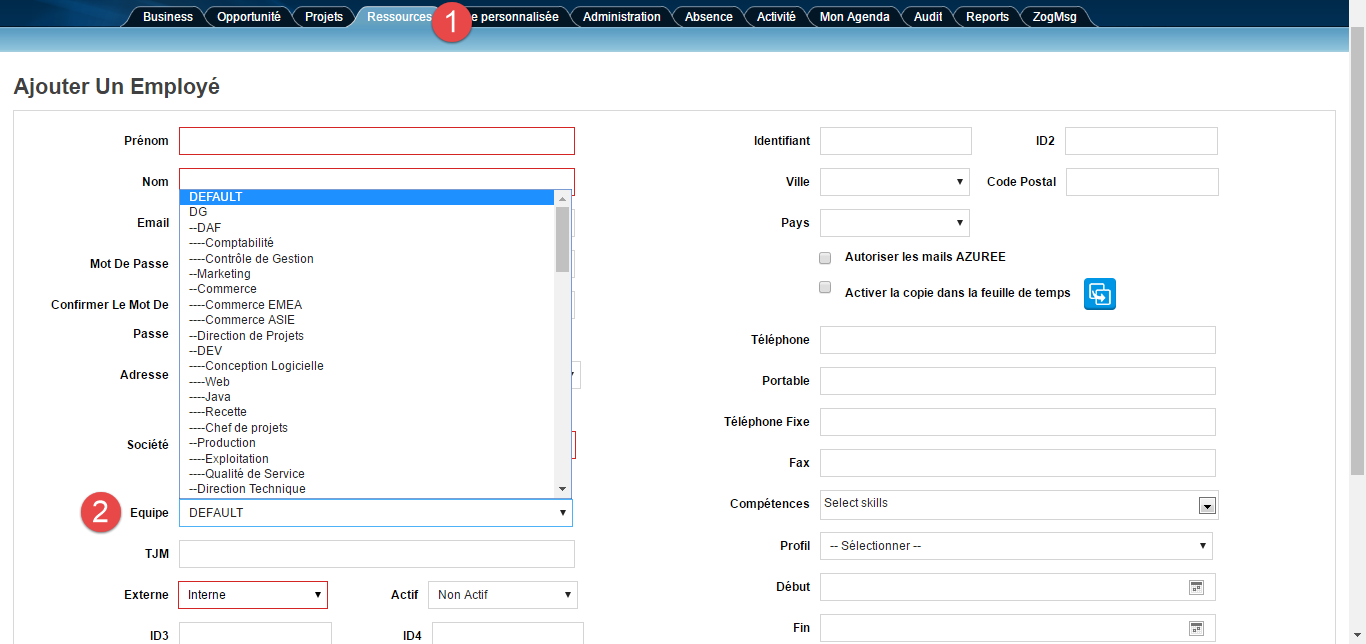 Business Opportunité Projets Ressources 1 e personnalisée Administration Absence Activité Mon Agenda Audit Reports ZogMsg
Ajouter Un Employé
Prénom
Nom
DEFAULT
DG
--DAF
----Comptabilité
----Contrôle de Gestion
--Marketing
--Commerce
----Commerce EMEA
----Commerce ASIE
--Direction de Projets
--DEV
----Conception Logicielle
----Web
----Java
----Recette
----Chef de projets
--Production
----Exploitation
----Qualité de Service
--Direction Technique
Email
Mot De Passe
Confirmer Le Mot De
Passe
Adresse
Société
2 Equipe DEFAULT
TJM
Externe Interne Actif Non Actif
ID3 ID4
Identifiant ID2
Ville Code Postal
Pays
Autoriser les mails AZUREE
Activer la copie dans la feuille de temps
Téléphone
Portable
Téléphone Fixe
Fax
Compétences Select skills
Profil -- Sélectionner --
Début
Fin